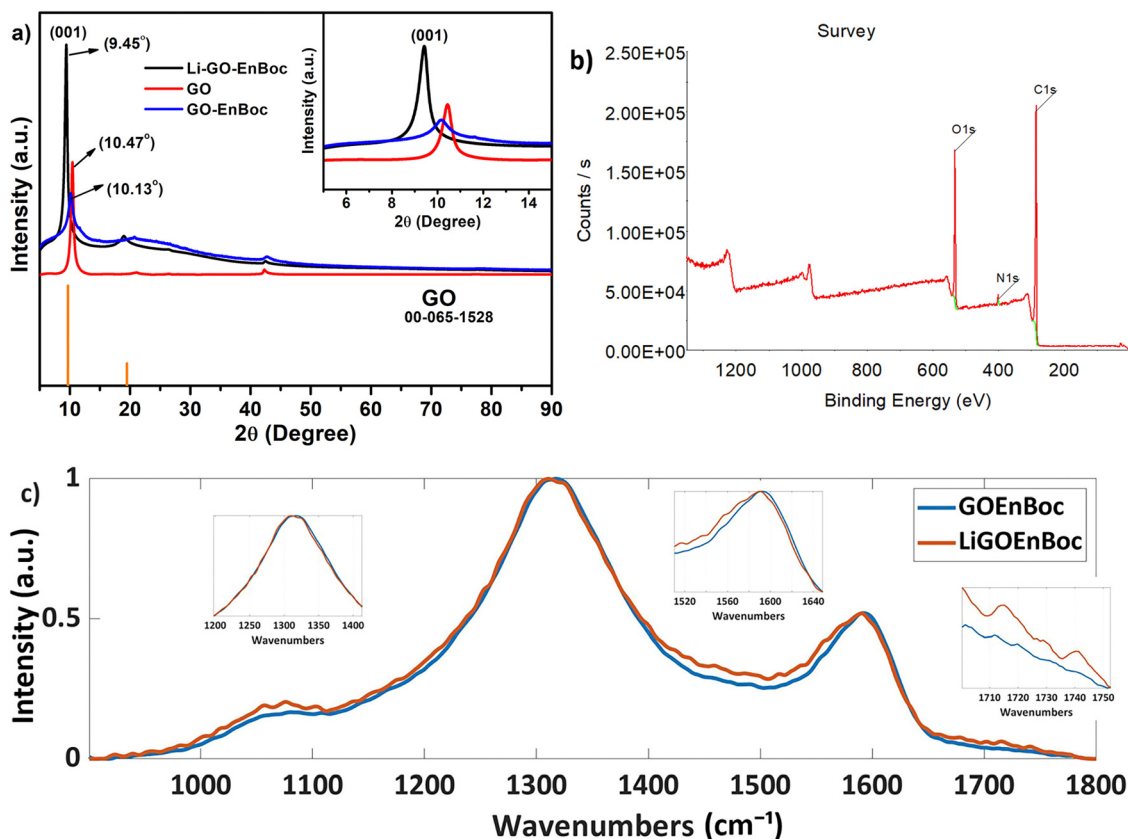 a)
(001)
(9.45°)
Li-GO-EnBoc
GO
GO-EnBoc
(10.47°)
(10.13°)
Intensity (a.u.)
GO
00-065-1528
10 20 30 40 50 60 70 80 90
2θ (Degree)
(001)
Intensity (a.u.)
6 8 10 12 14
2θ (Degree)
b)
Survey
2.50E+05
2.00E+05
1.50E+05
1.00E+05
5.00E+04
0.00E+00
Counts / s
C1s
O1s
N1s
1200 1000 800 600 400 200
Binding Energy (eV)
c)
1
0.5
0
Intensity (a.u.)
1200 1250 1300 1350 1400
Wavenumbers
1520 1560 1600 1640
Wavenumbers
GOEnBoc
LiGOEnBoc
1710 1720 1730 1740 1750
Wavenumbers
1000 1100 1200 1300 1400 1500 1600 1700 1800
Wavenumbers (cm⁻¹)